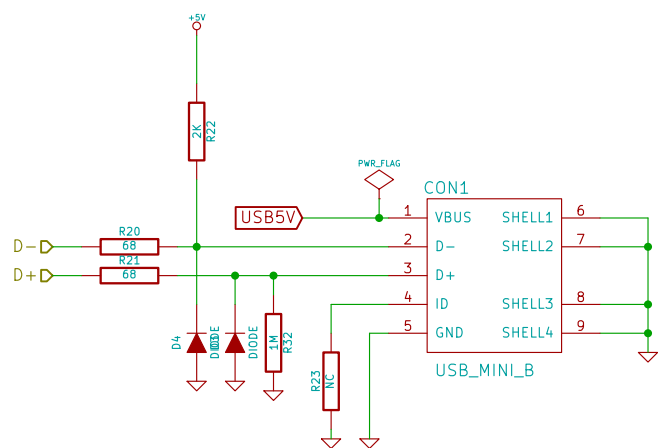 +5V
2K
R22
PWR_FLAG
CON1
USB5V
1
VBUS
SHELL1
6
D-
R20
68
2
D-
SHELL2
7
D+
R21
68
3
D+
4
ID
SHELL3
8
5
GND
SHELL4
9
D4
DIODE
DIODE
1M
R32
R23
NC
USB_MINI_B